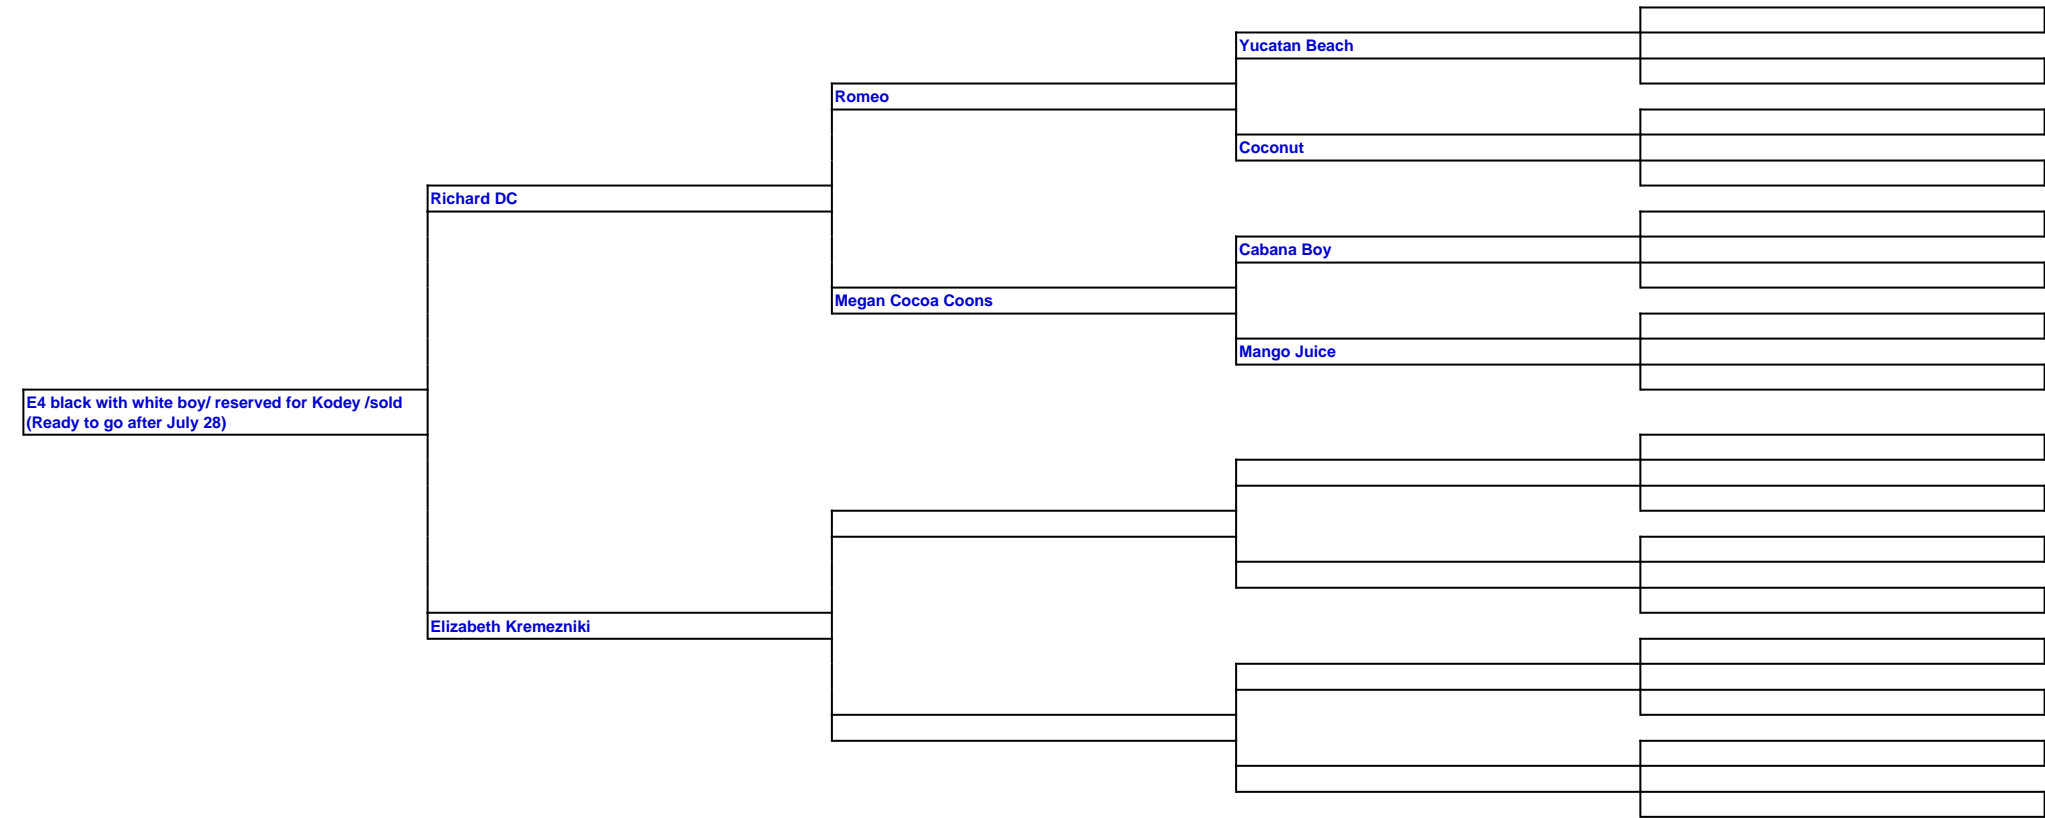 Yucatan Beach
Romeo
Coconut
Richard DC
Cabana Boy
Megan Cocoa Coons
Mango Juice
E4 black with white boy/ reserved for Kodey /sold
(Ready to go after July 28)
Elizabeth Kremezniki